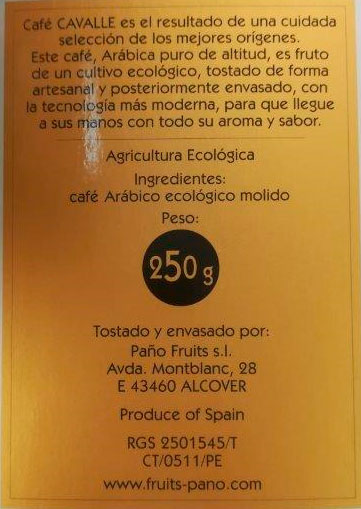 Café CAVALLE es el resultado de una cuidada
selección de los mejores orígenes.
Este café, Arábica puro de altitud, es fruto
de un cultivo ecológico, tostado de forma
artesanal y posteriormente envasado, con
la tecnología más moderna, para que llegue
a sus manos con todo su aroma y sabor.
Agricultura Ecológica
Ingredientes:
café Arábico ecológico molido
Peso:
250 g
Tostado y envasado por:
Paño Fruits s.l.
Avda. Montblanc, 28
E 43460 ALCOVER
Produce of Spain
RGS 2501545/T
CT/0511/PE
www.fruits-pano.com